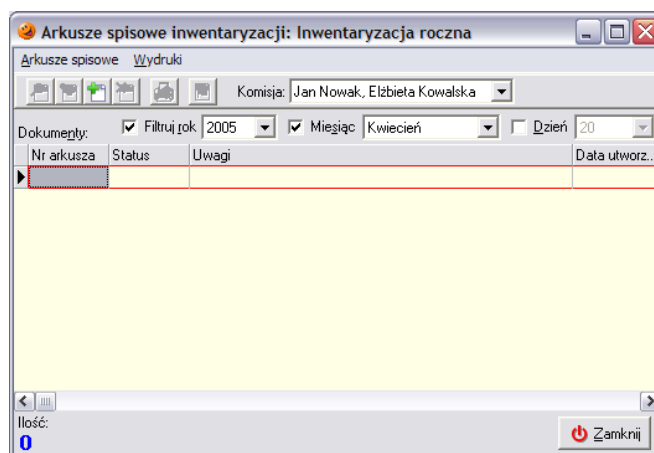 Arkusze spisowe inwentaryzacji: Inwentaryzacja roczna
Arkusze spisowe Wydruki
Komisja: Jan Nowak, Elżbieta Kowalska
Dokumenty: Filtruj rok 2005 Miesiąc Kwiecień Dzień 20
Nr arkusza Status Uwagi Data utworz...
Ilość:
0
Zamknij